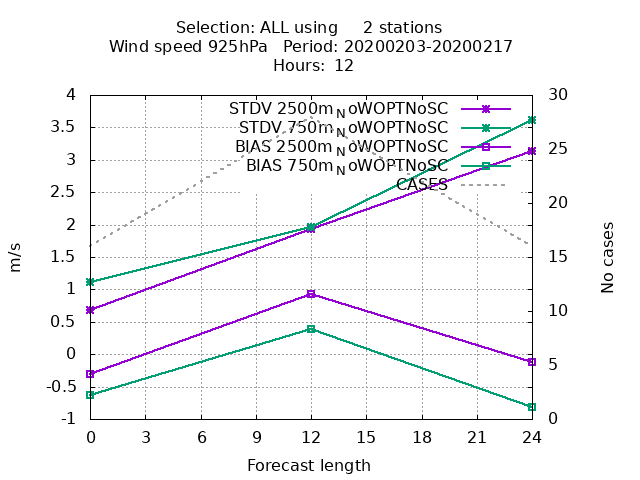 Selection: ALL using 2 stations
Wind speed 925hPa Period: 20200203-20200217
Hours: 12
STDV 2500m_NoWOPTNoSC
STDV 750m_NoWOPTNoSC
BIAS 2500m_NoWOPTNoSC
BIAS 750m_NoWOPTNoSC
CASES
4
3.5
3
2.5
2
1.5
1
0.5
0
-0.5
-1
m/s
30
25
20
15
10
5
0
No cases
0 3 6 9 12 15 18 21 24
Forecast length